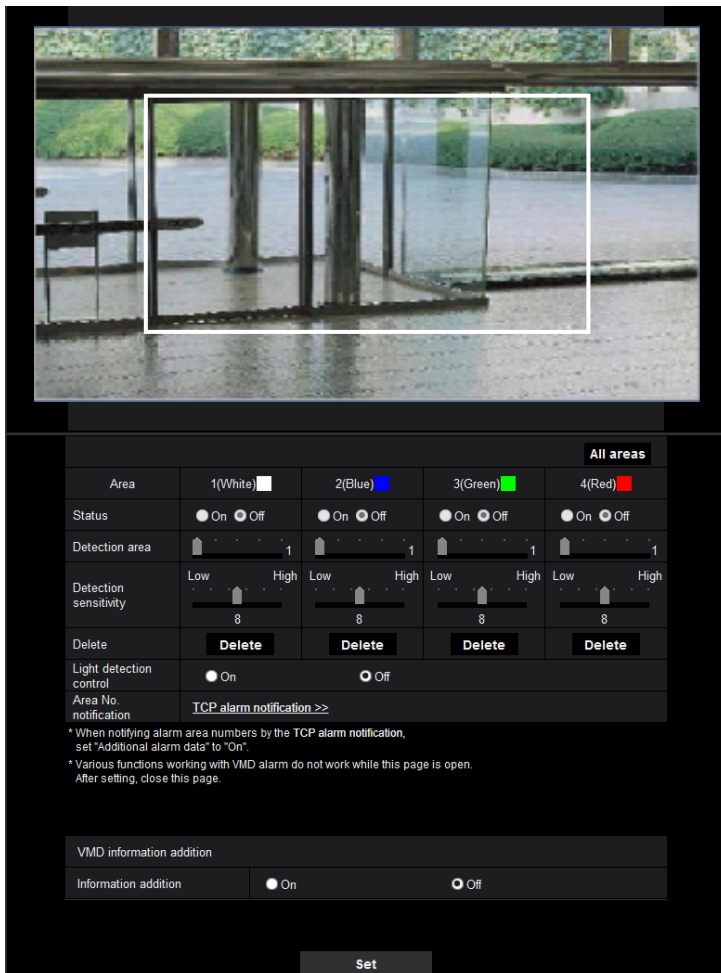 All areas
Area 1(White) 2(Blue) 3(Green) 4(Red)
Status On Off On Off On Off On Off
Detection area 1 1 1 1
Detection sensitivity Low High Low High Low High Low High
8 8 8 8
Delete Delete Delete Delete Delete
Light detection control On Off
Area No. notification TCP alarm notification >>
* When notifying alarm area numbers by the TCP alarm notification,
set "Additional alarm data" to "On".
* Various functions working with VMD alarm do not work while this page is open.
After setting, close this page.
VMD information addition
Information addition On Off
Set